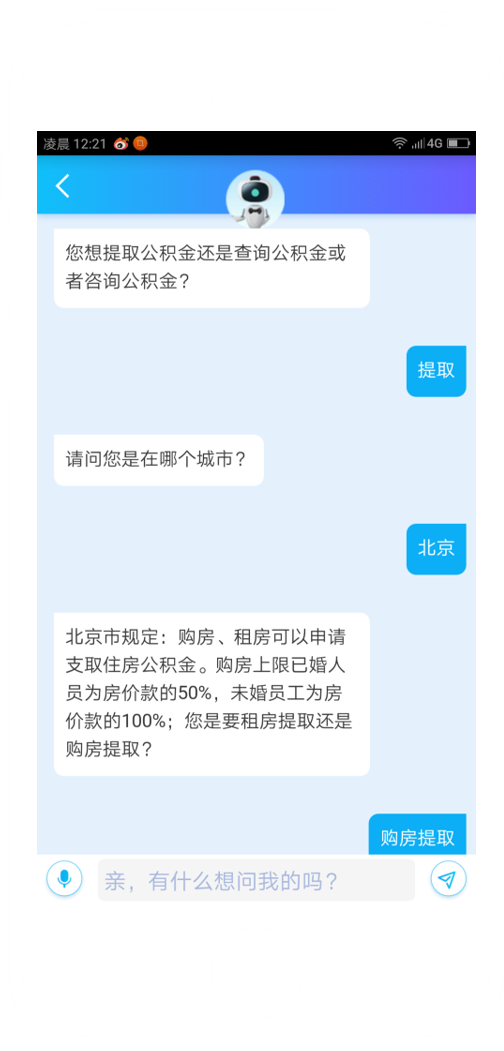 凌晨 12:21 4G
您想提取公积金还是查询公积金或
者咨询公积金？
提取
请问您是在哪个城市？
北京
北京市规定：购房、租房可以申请
支取住房公积金。购房上限已婚人
员为房价款的50%，未婚员工为房
价款的100%；您是要租房提取还是
购房提取？
购房提取
亲，有什么想问我的吗？